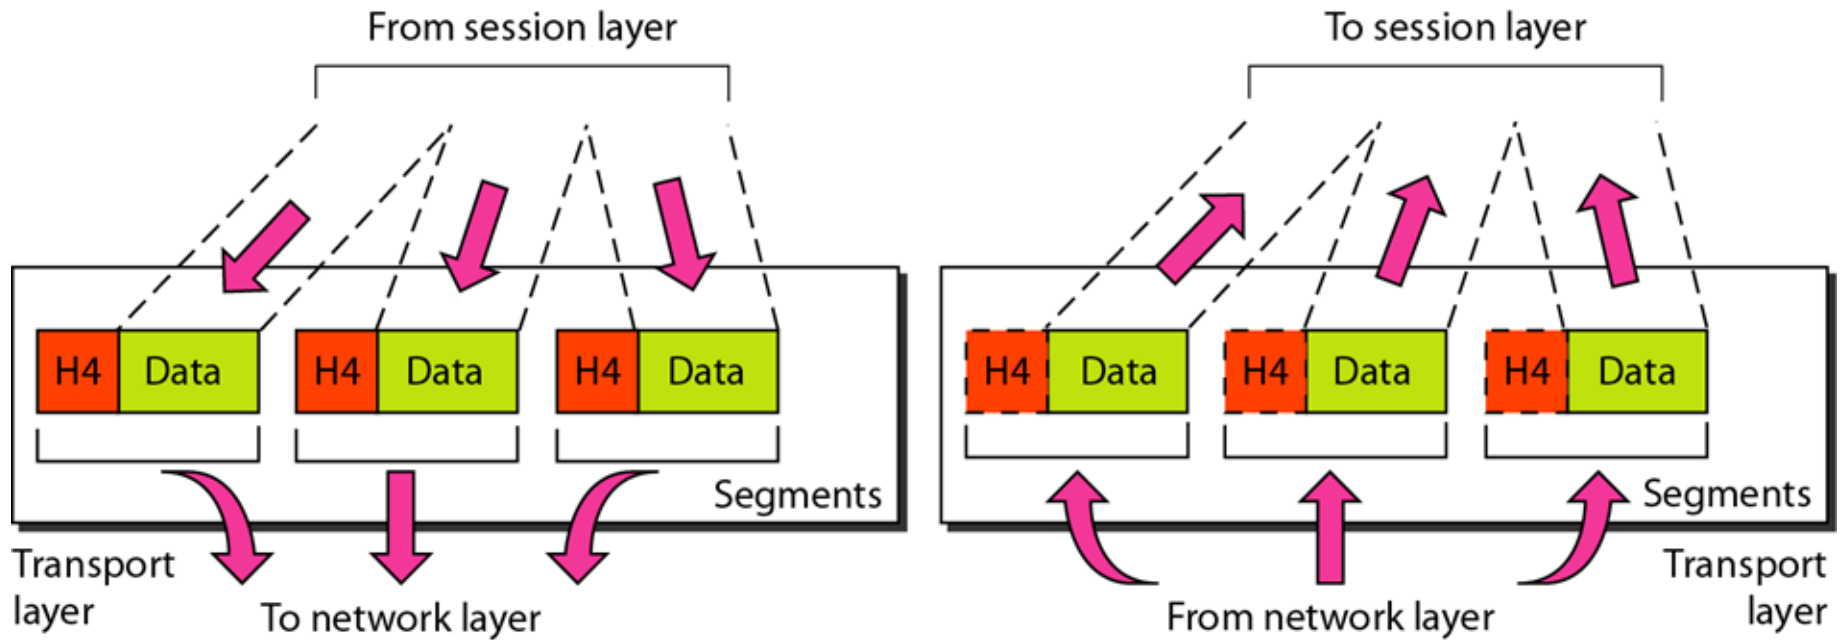 From session layer
H4 Data H4 Data H4 Data
Segments
Transport
layer
To network layer
To session layer
H4 Data H4 Data H4 Data
Segments
Transport
layer
From network layer